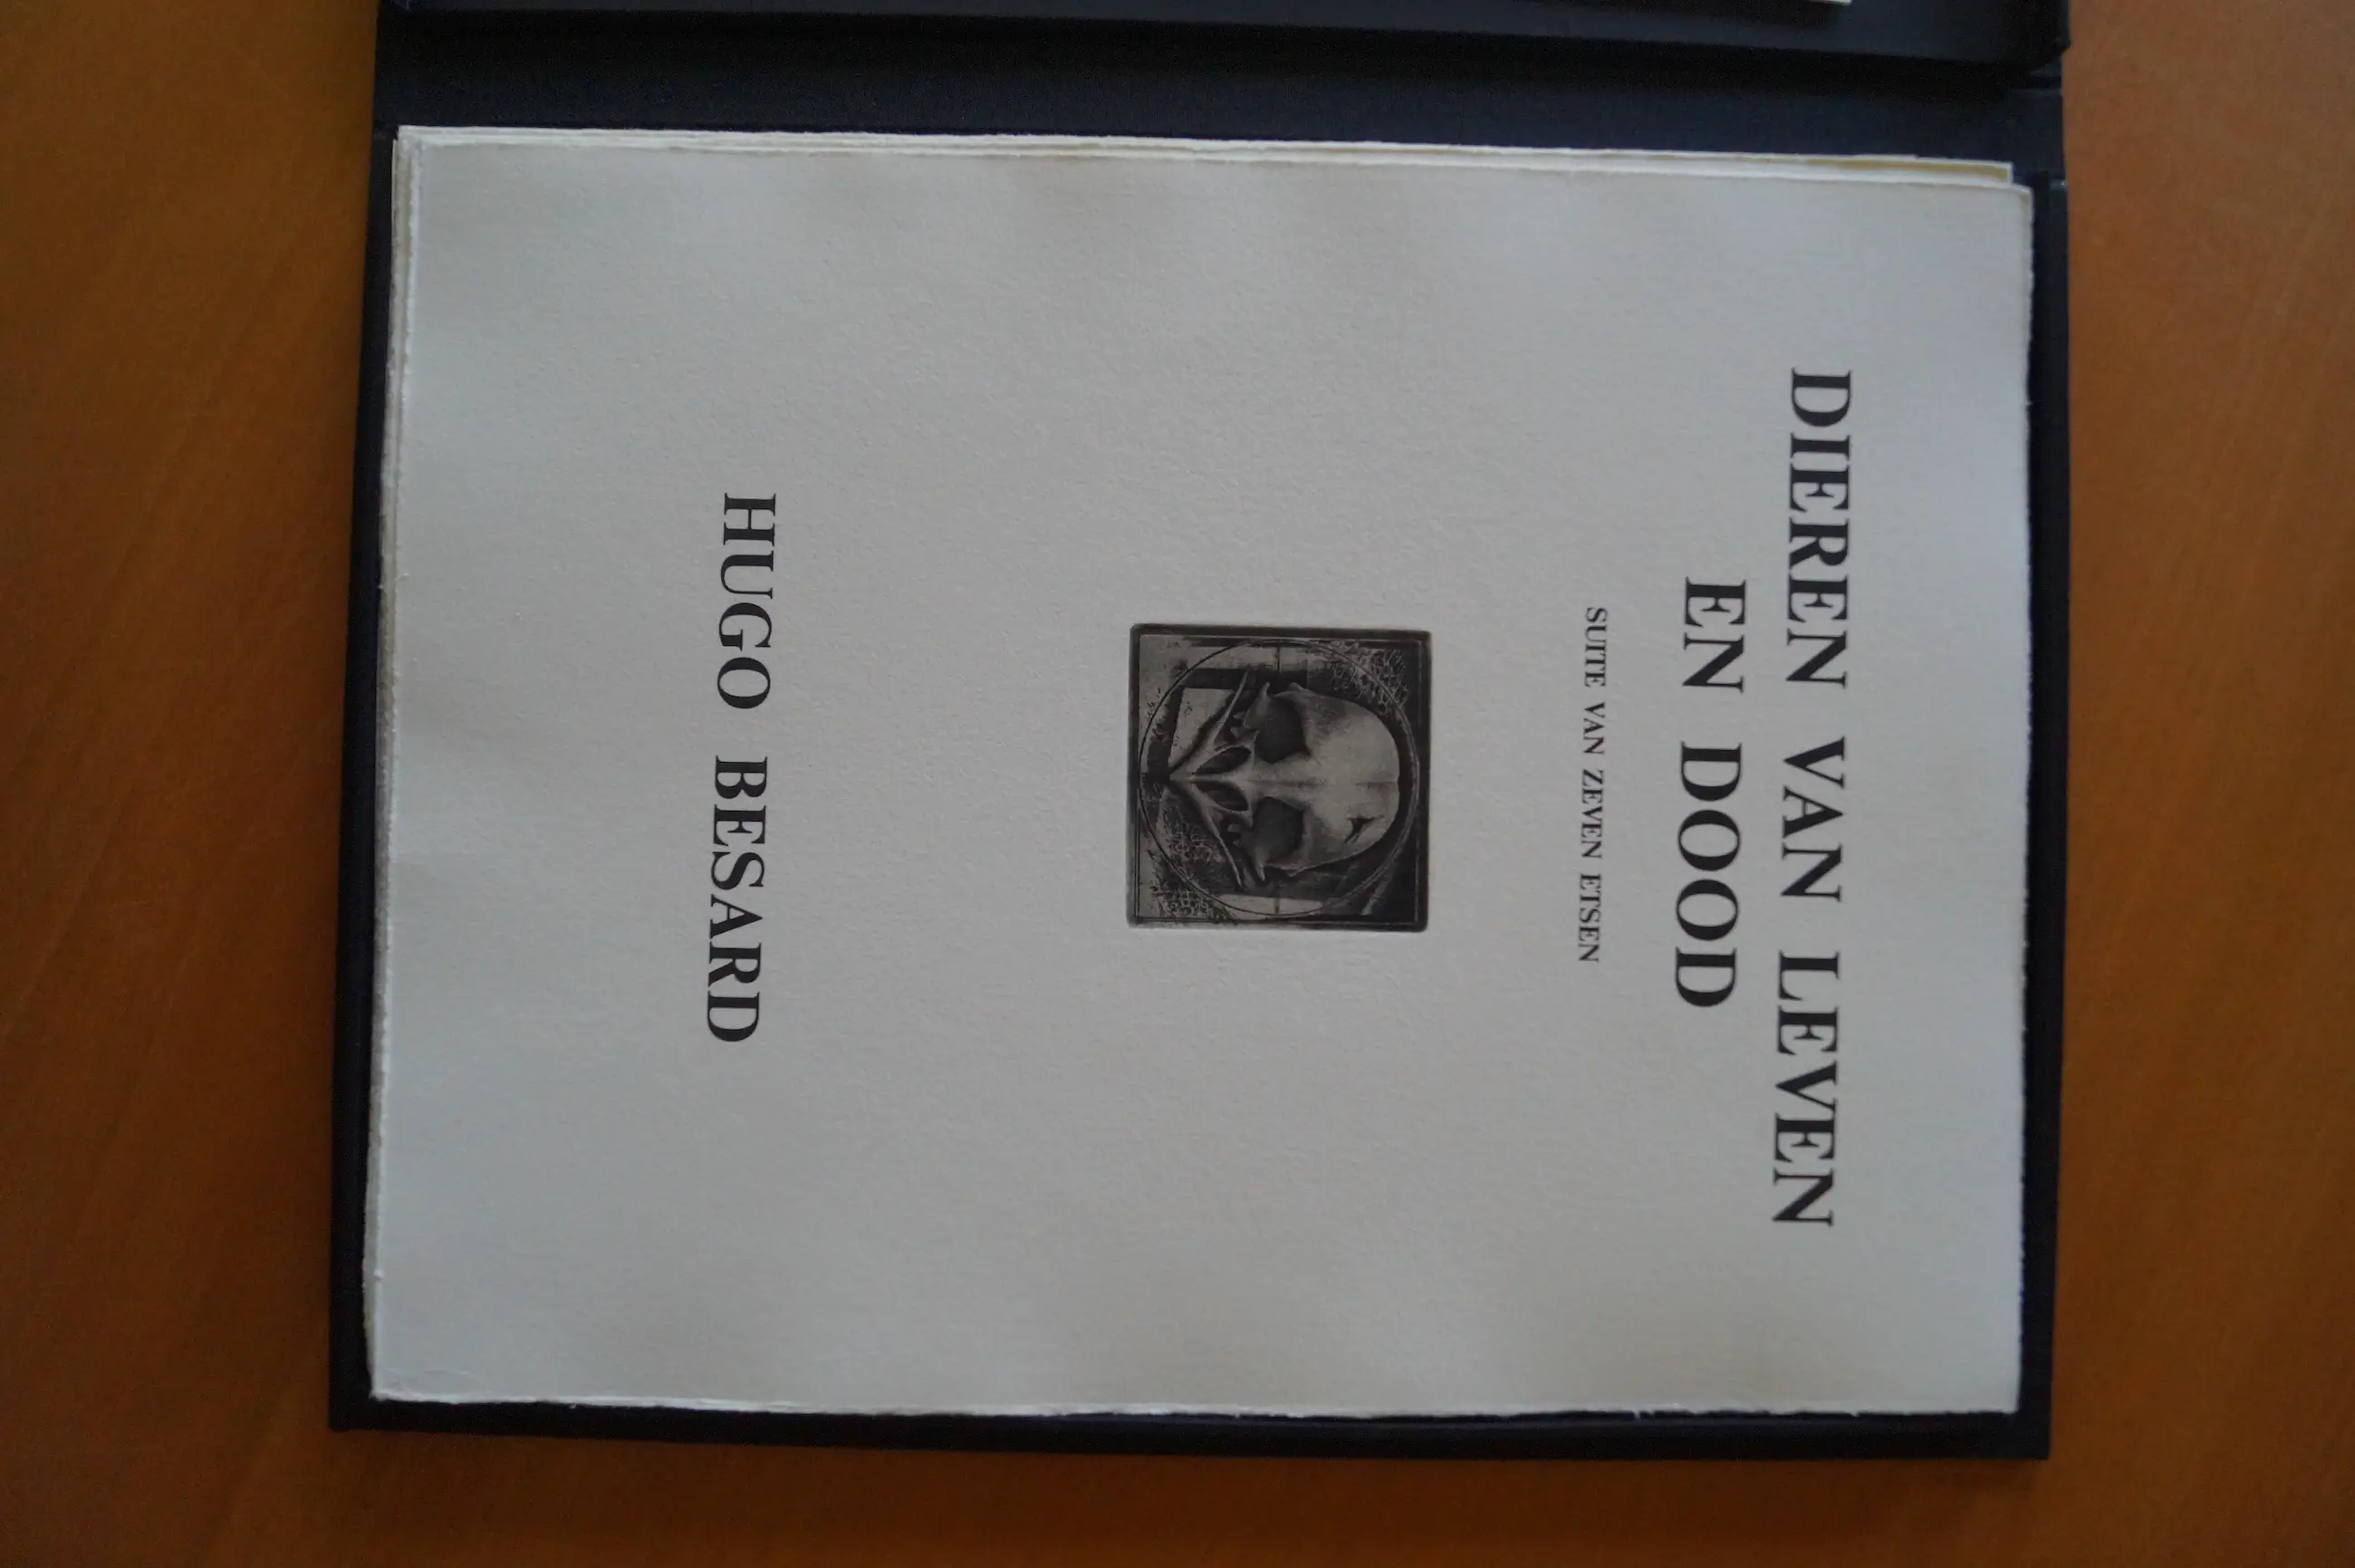 DIEREN VAN LEVEN
EN DOOD
SUITE VAN ZEVEN ETSEN
HUGO BESARD